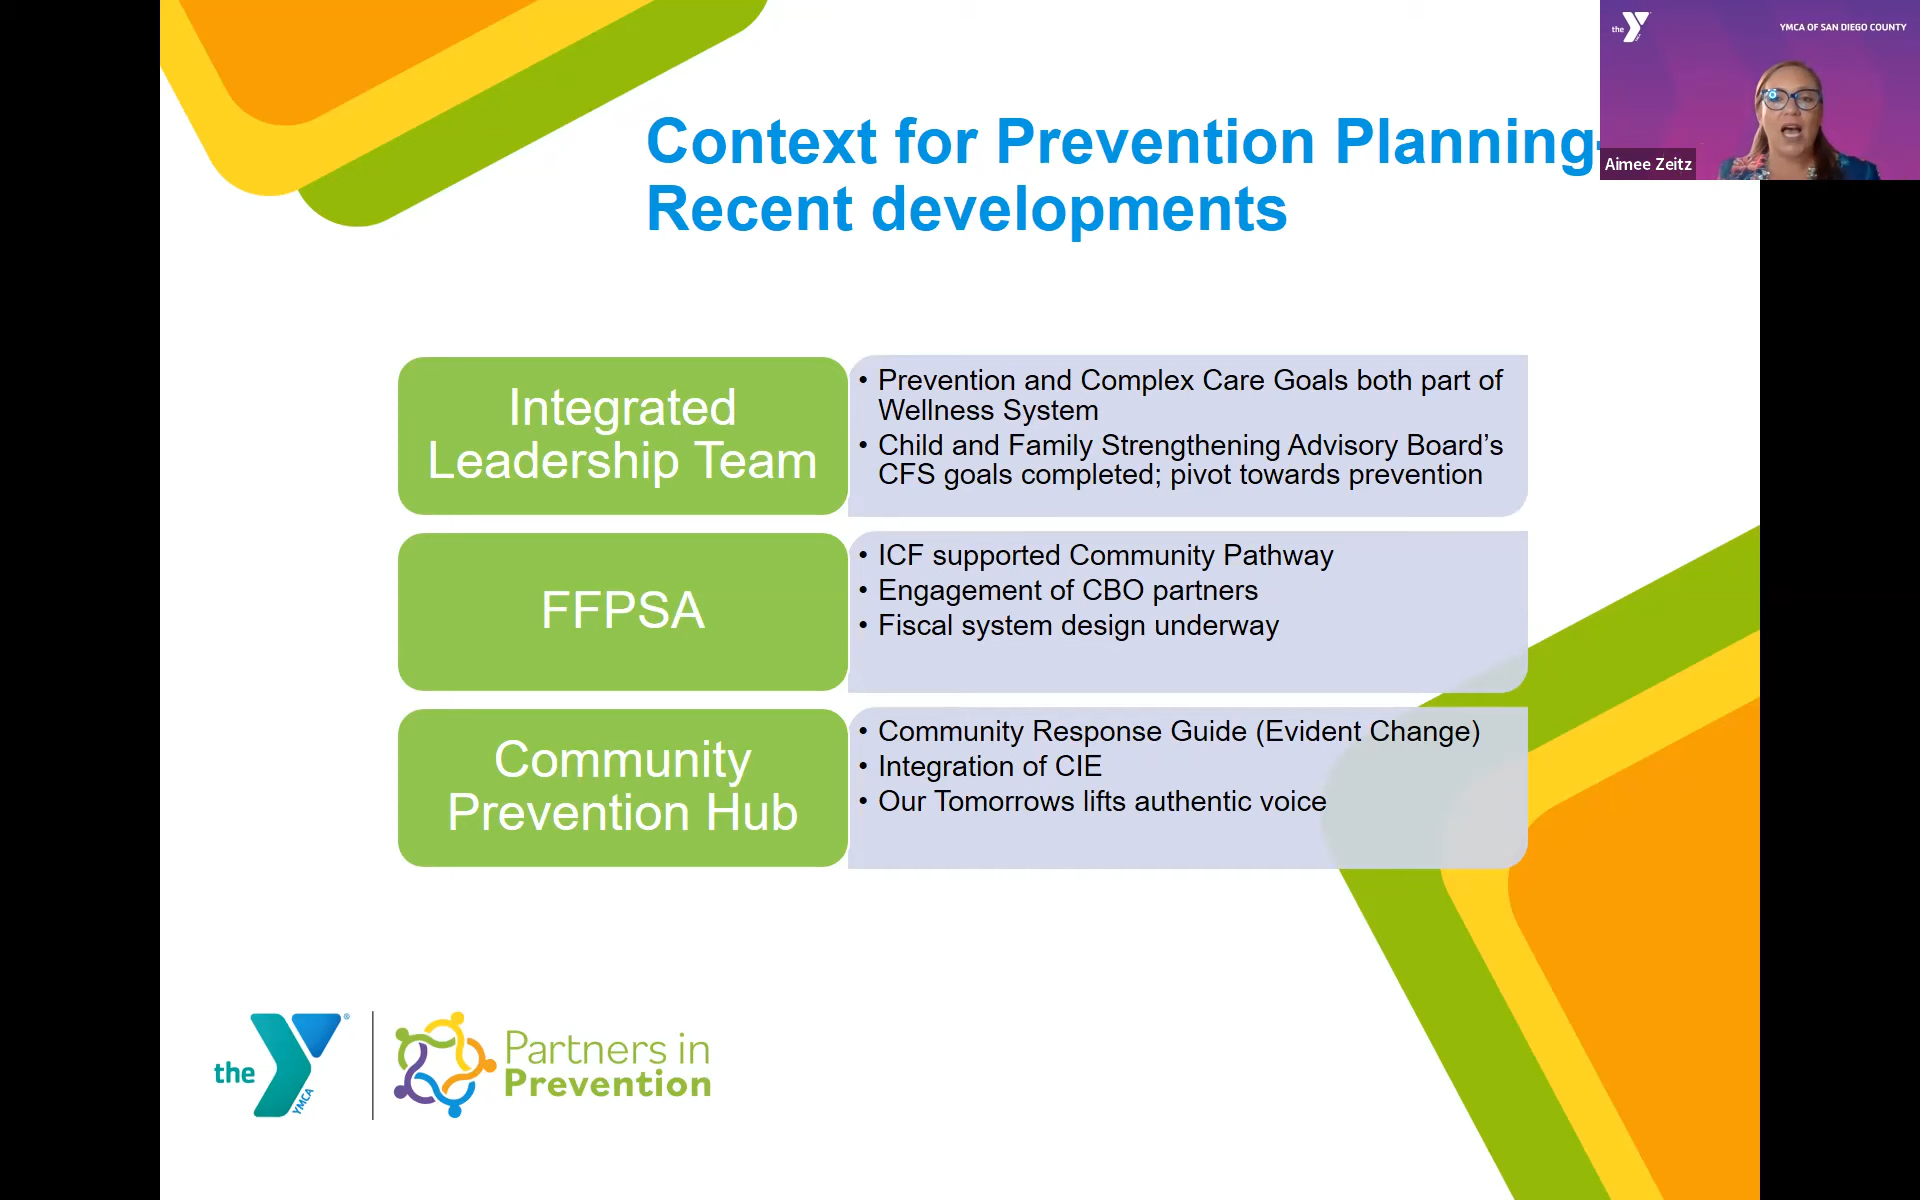 Context for Prevention Planning-
Recent developments
the
YMCA OF SAN DIEGO COUNTY
Aimee Zeitz
Integrated
Leadership Team
• Prevention and Complex Care Goals both part of
Wellness System
• Child and Family Strengthening Advisory Board’s
CFS goals completed; pivot towards prevention
FFPSA
• ICF supported Community Pathway
• Engagement of CBO partners
• Fiscal system design underway
Community
Prevention Hub
• Community Response Guide (Evident Change)
• Integration of CIE
• Our Tomorrows lifts authentic voice
the
YMCA
®
Partners in
Prevention